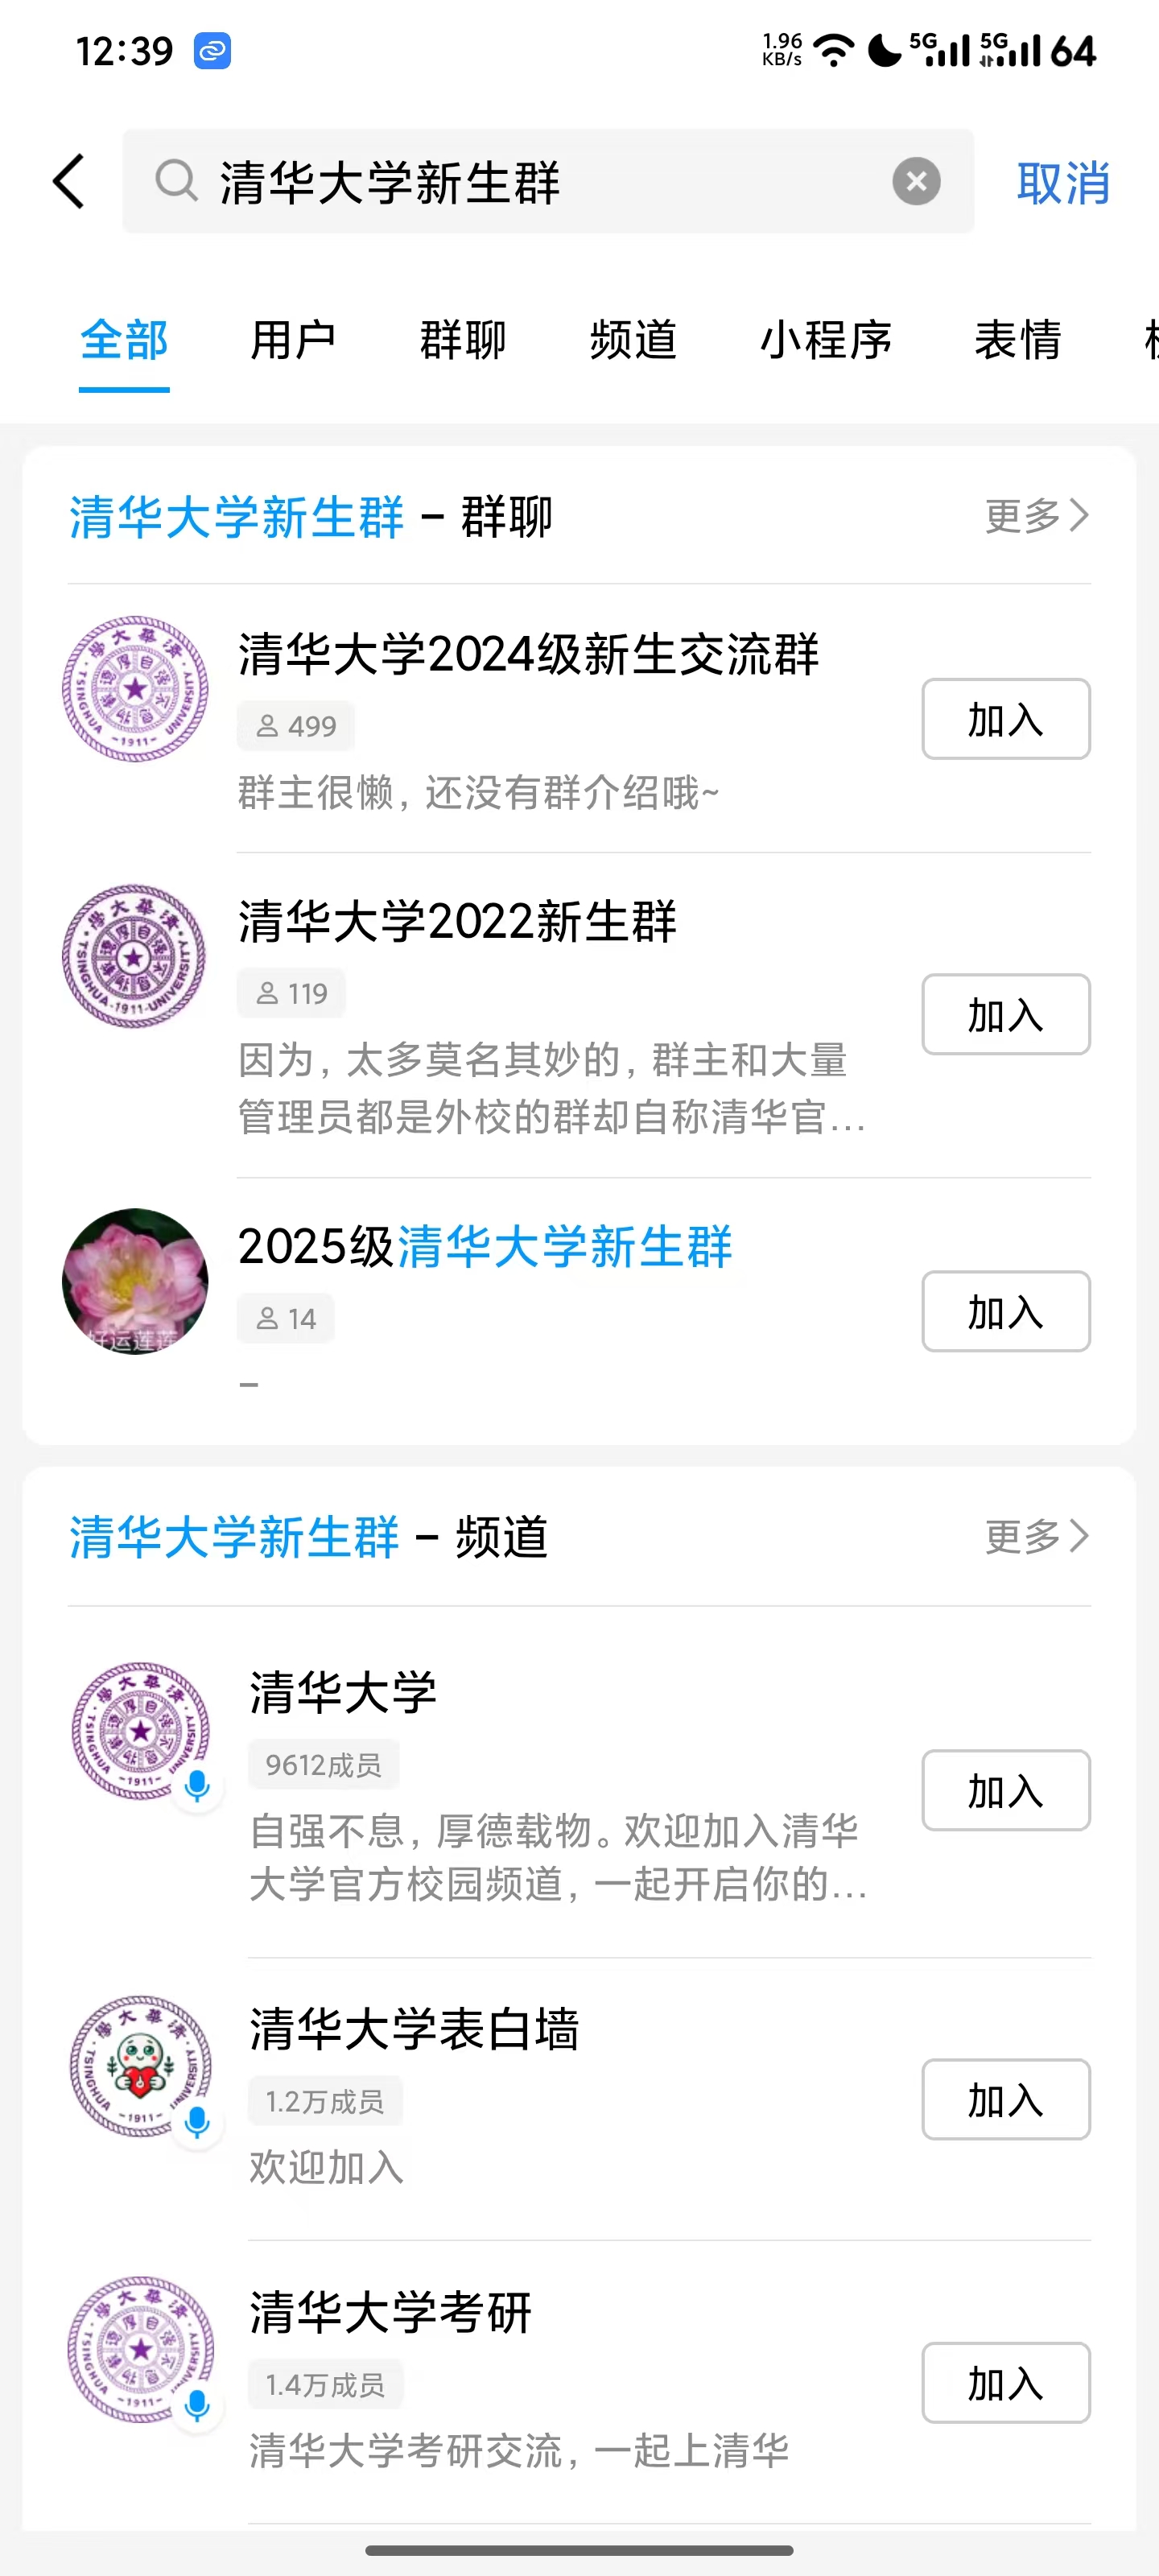 12:39
1.96 KB/s 5G 5G 64
清华大学新生群 取消
全部 用户 群聊 频道 小程序 表情
清华大学新生群 – 群聊 更多
清华大学2024级新生交流群
499
加入
群主很懒，还没有群介绍哦~
清华大学2022新生群
119
加入
因为，太多莫名其妙的，群主和大量
管理员都是外校的群却自称清华官...
2025级清华大学新生群
14
加入
好运莲莲
–
清华大学新生群 – 频道 更多
清华大学
9612成员
加入
自强不息，厚德载物。欢迎加入清华
大学官方校园频道，一起开启你的...
清华大学表白墙
1.2万成员
加入
欢迎加入
清华大学考研
1.4万成员
加入
清华大学考研交流，一起上清华